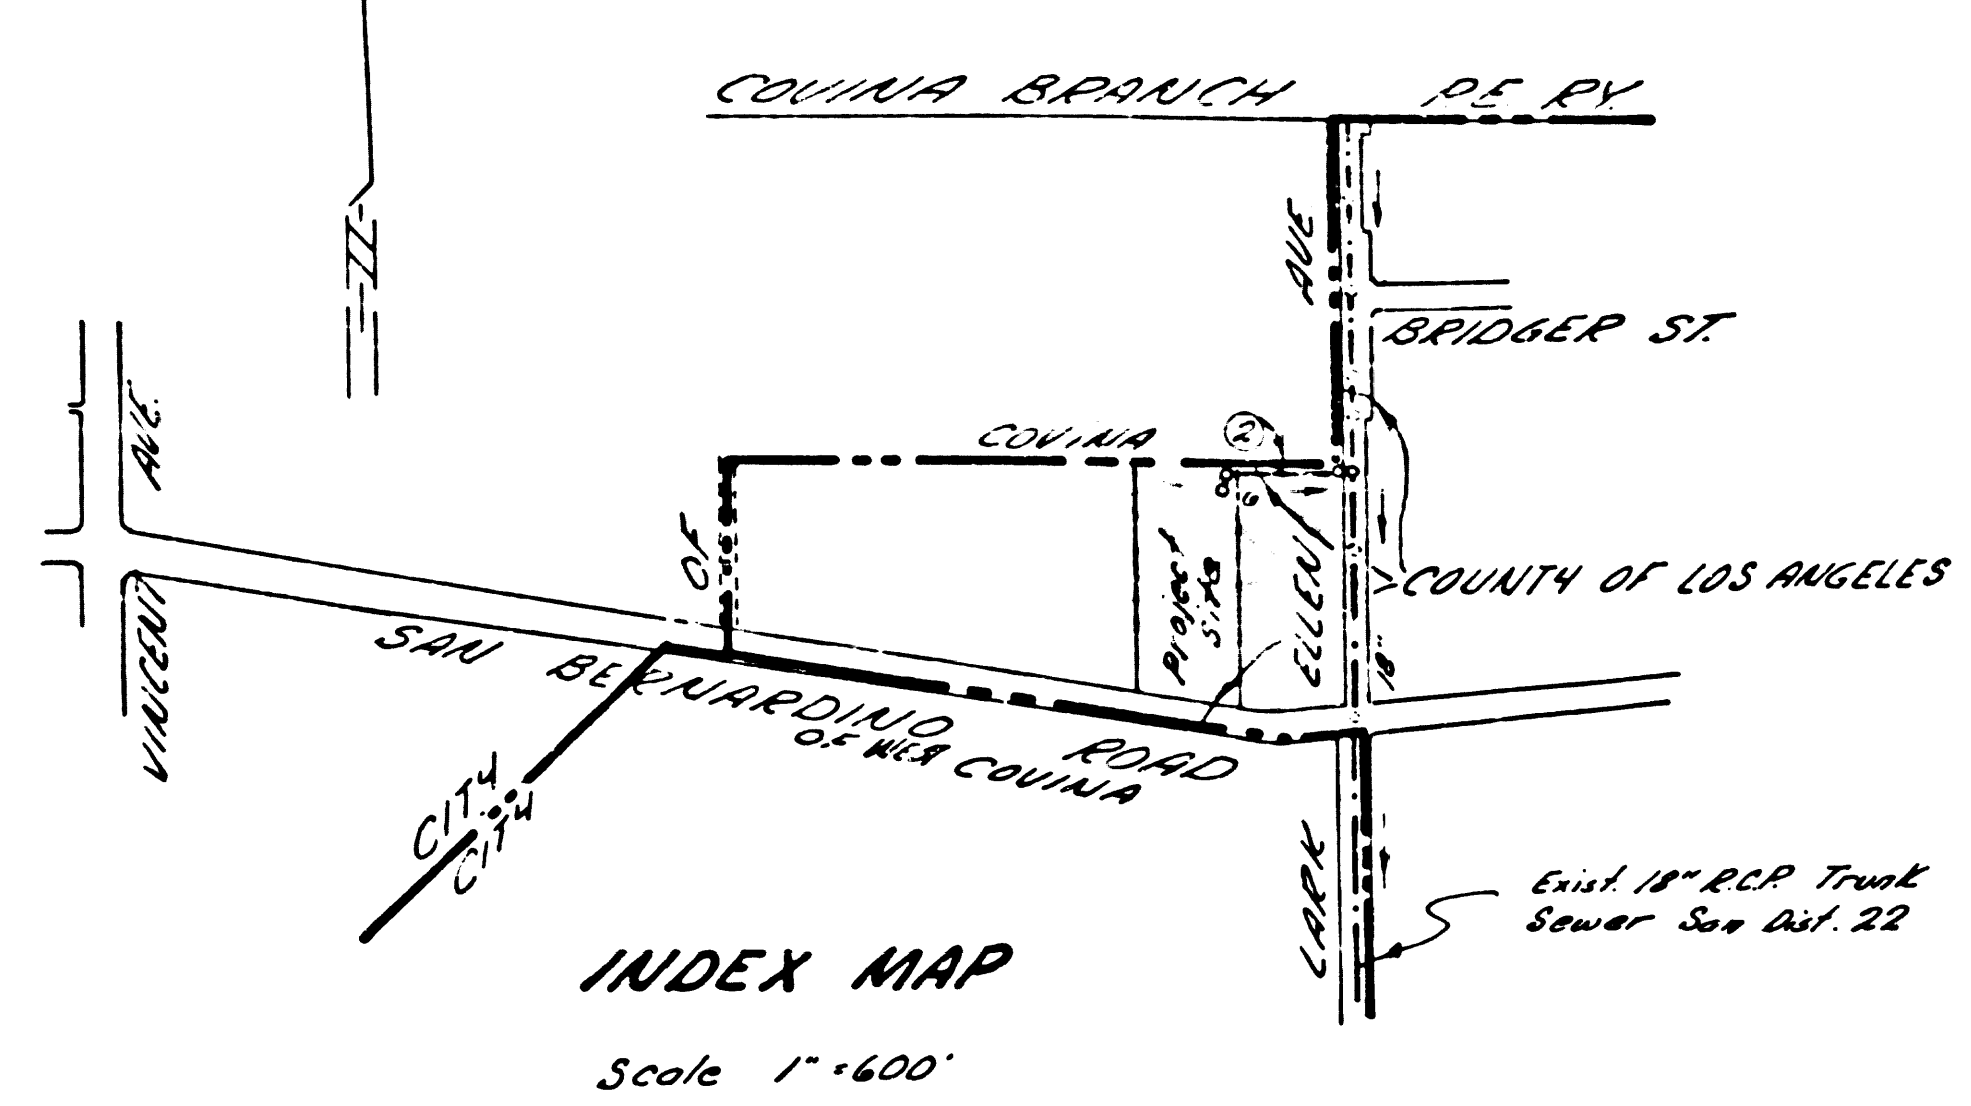 COVINA BRANCH P.E. RY.
AVE
BRIDGER ST.
AVE.
COVINA
2
6
OF
Project
Site
ELLEN
COUNTY OF LOS ANGELES
18"
VINCENT
SAN BERNARDINO ROAD
OF WEST COVINA
CITY
CITY
LARK
Exist. 18" R.C.P. Trunk
Sewer San Dist. 22
INDEX MAP
Scale 1" = 600'